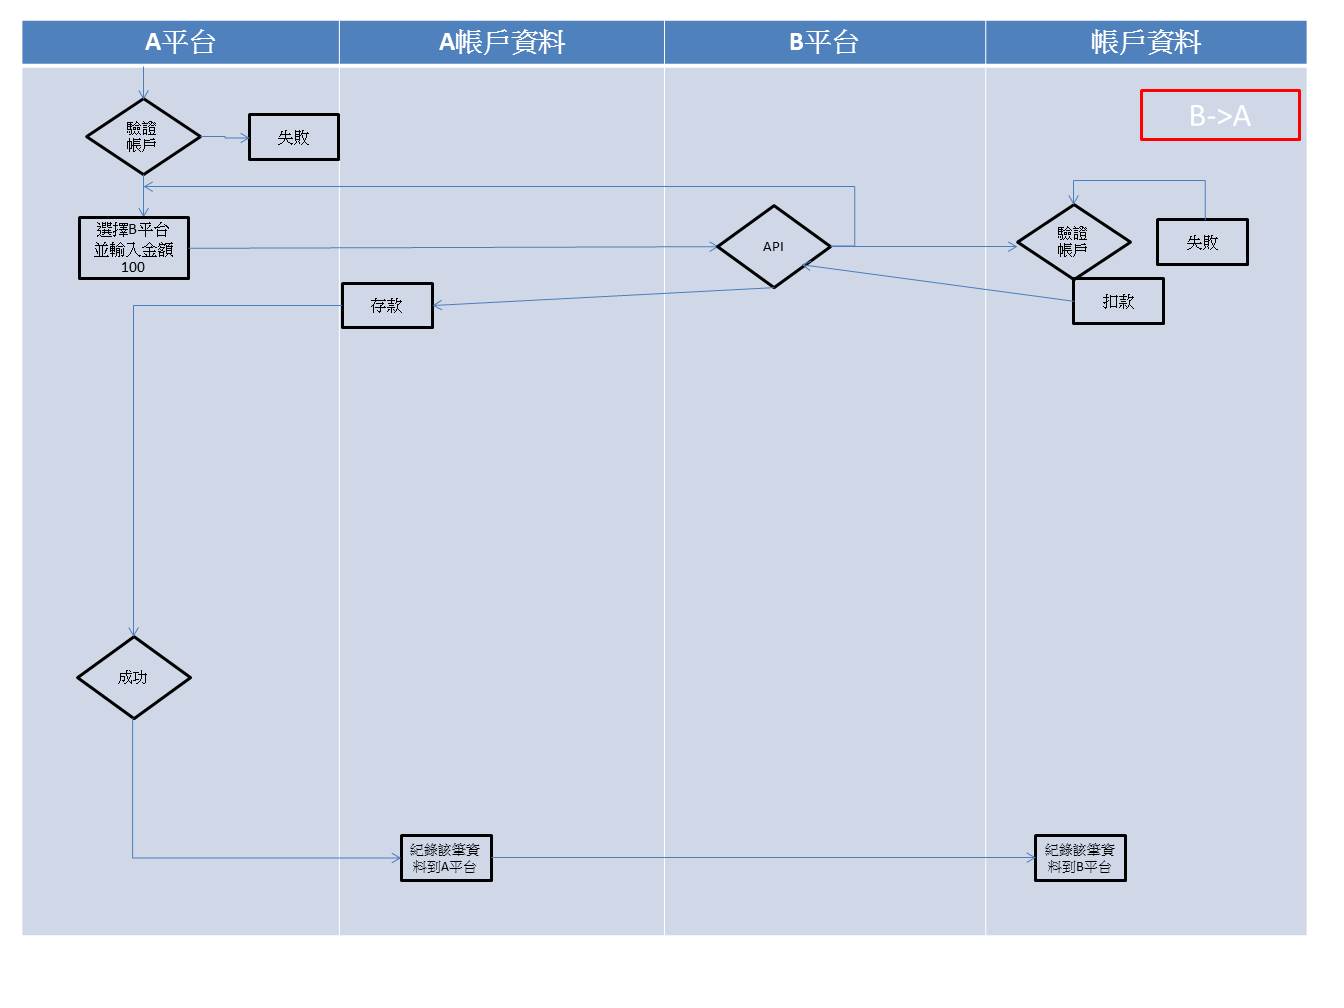 A平台
A帳戶資料
B平台
帳戶資料
B->A
驗證
帳戶
失敗
選擇B平台
並輸入金額
100
API
驗證
帳戶
失敗
存款
扣款
成功
紀錄該筆資
料到A平台
紀錄該筆資
料到B平台